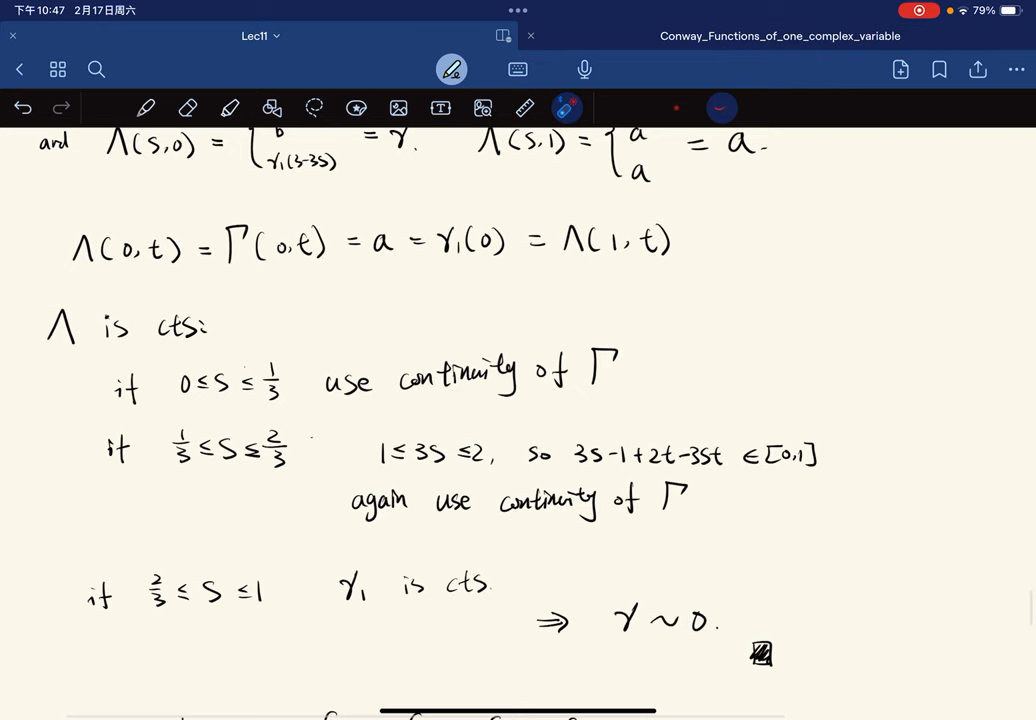 下午10:47 2月17日周六
79%
Lec11
Conway_Functions_of_one_complex_variable
and Λ(s,0) = { b = γ. Λ(s,1) = { a = a.
γ₁(3-3s) a
Λ(0,t) = Γ(0,t) = a = γ₁(0) = Λ(1,t)
Λ is cts:
if 0 ≤ s ≤ 1/3 use continuity of Γ
if 1/3 ≤ s ≤ 2/3 1 ≤ 3s ≤ 2, so 3s-1+2t-3st ∈ [0,1]
again use continuity of Γ
if 2/3 ≤ s ≤ 1 γ₁ is cts.
⇒ γ ~ 0.